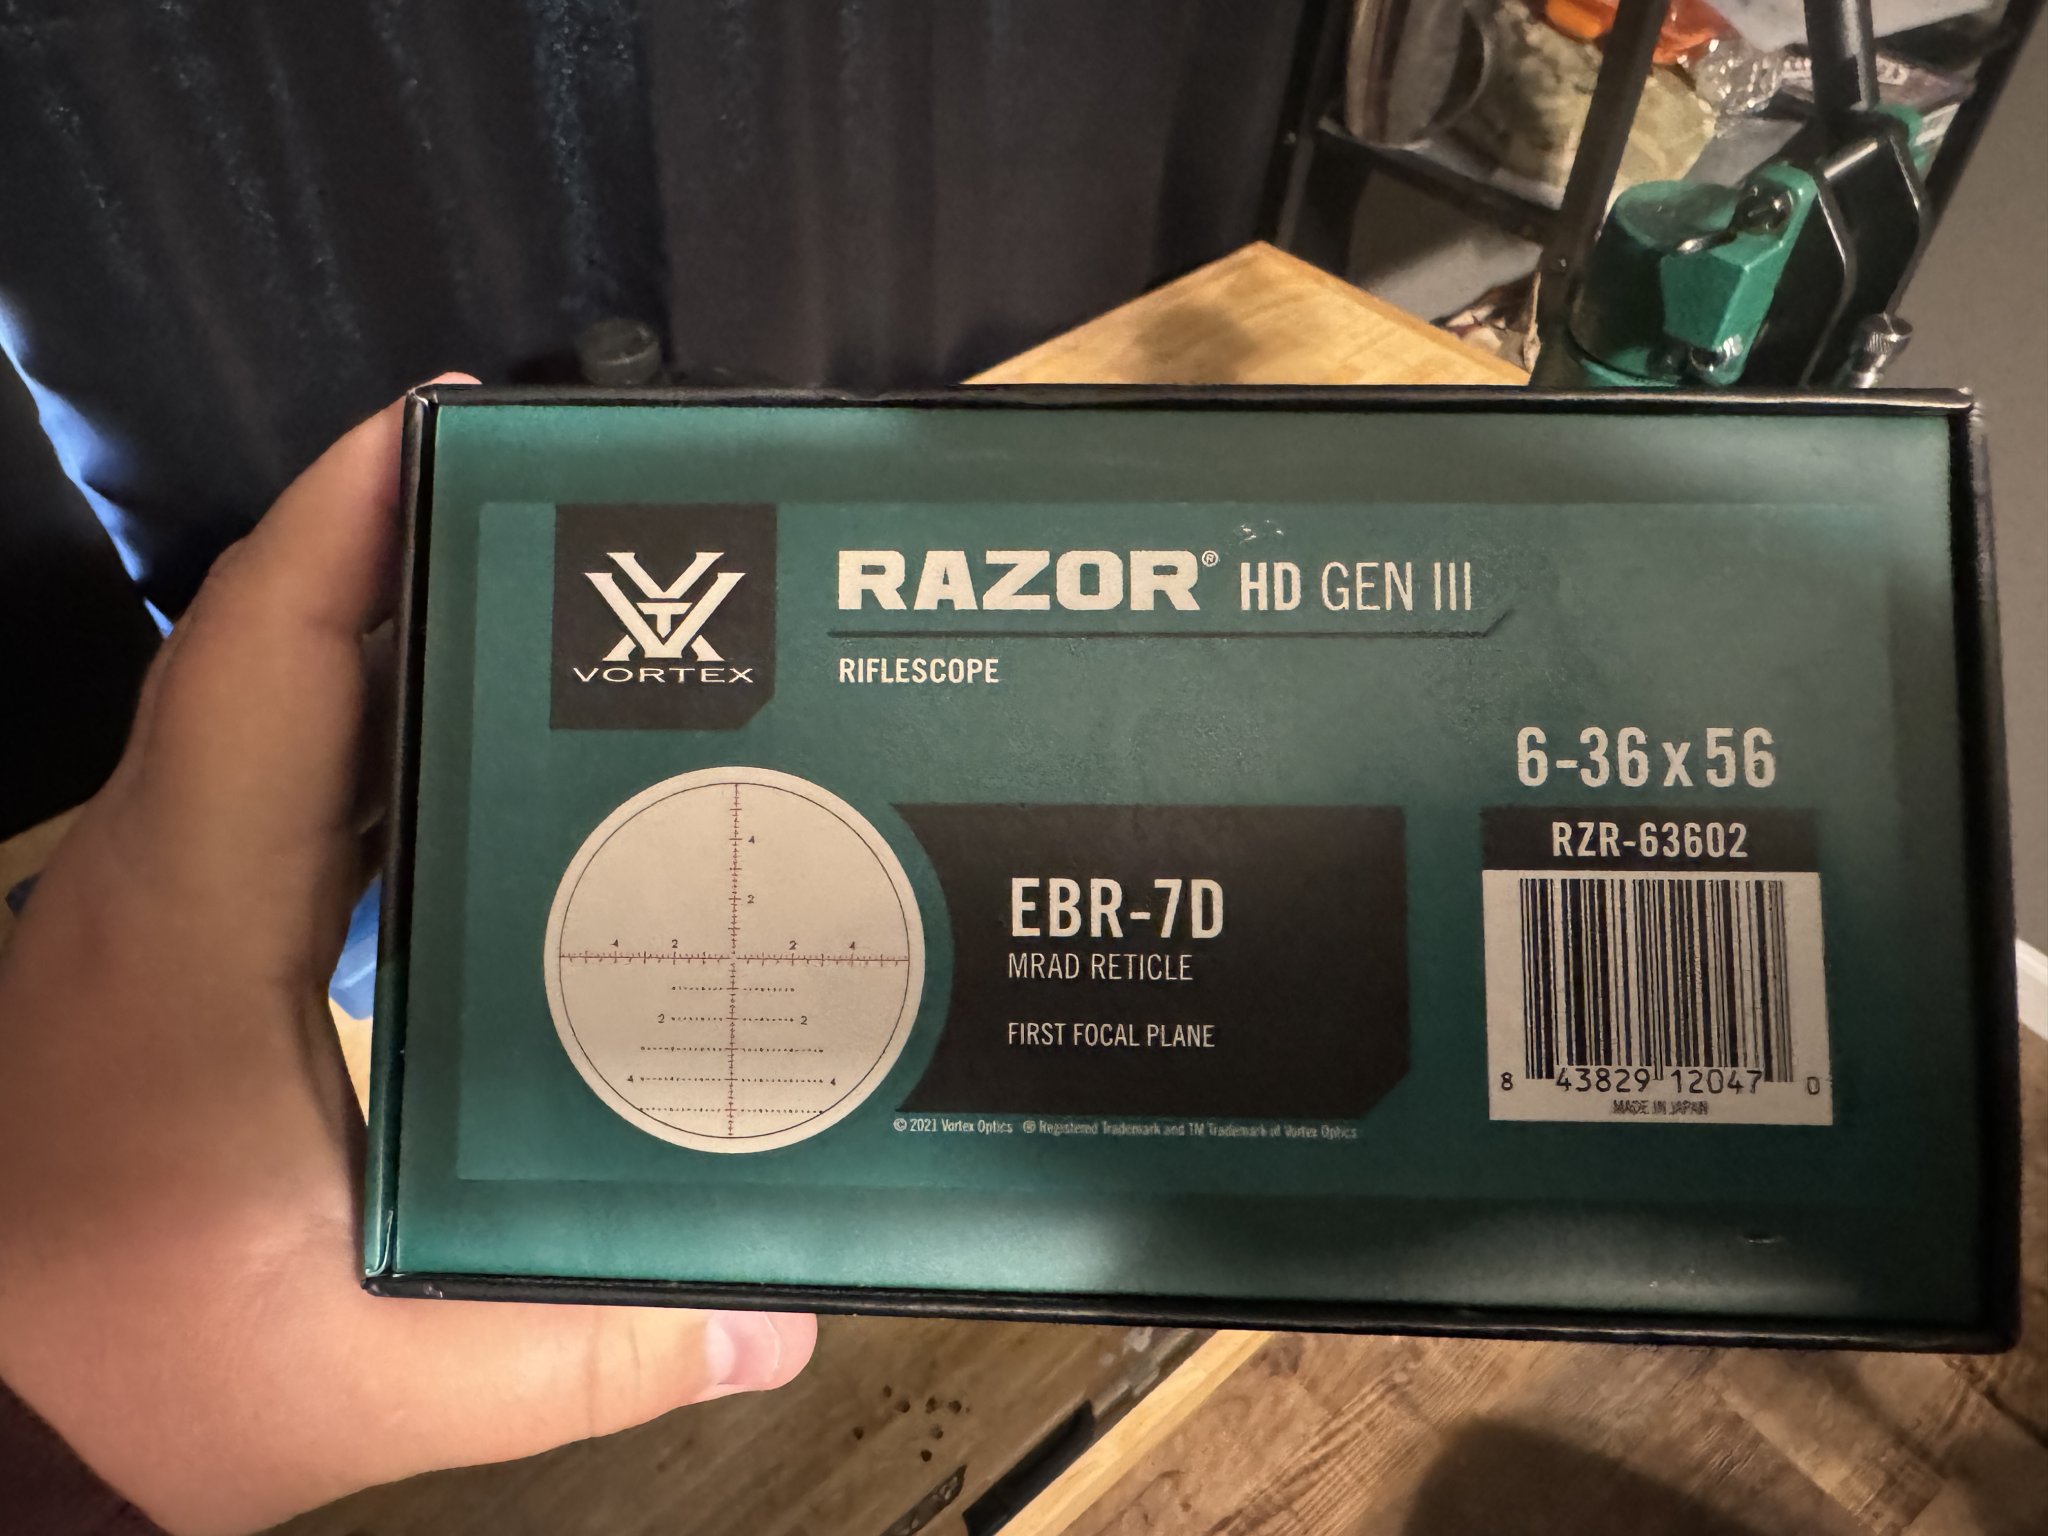 RAZOR® HD GEN III
VORTEX
RIFLESCOPE
6-36x56
RZR-63602
EBR-7D
MRAD RETICLE
FIRST FOCAL PLANE
4
2
4 2 2 4
2 2
4 4
8 43829 12047 0
MADE IN JAPAN
© 2021 Vortex Optics ® Registered Trademark and TM Trademark of Vortex Optics